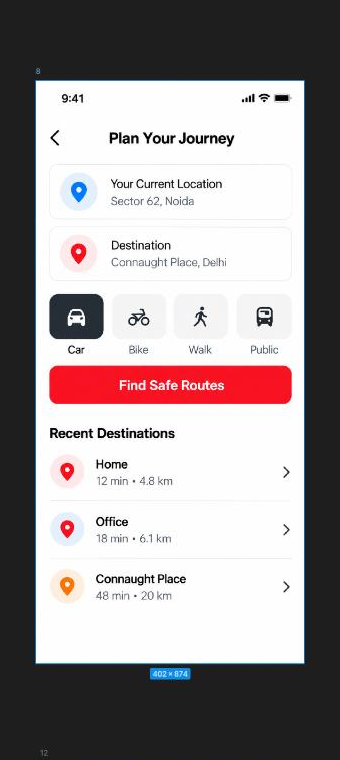 8
9:41
Plan Your Journey
Your Current Location
Sector 62, Noida
Destination
Connaught Place, Delhi
Car
Bike
Walk
Public
Find Safe Routes
Recent Destinations
Home
12 min • 4.8 km
Office
18 min • 6.1 km
Connaught Place
48 min • 20 km
402 × 874
12